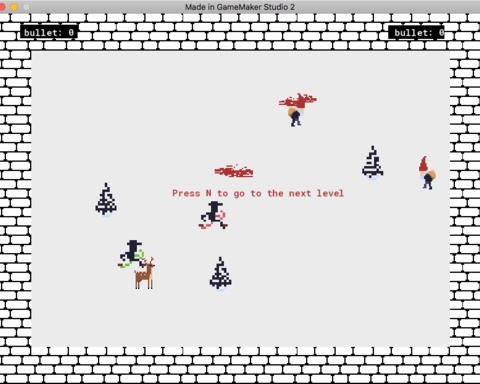 Made in GameMaker Studio 2
bullet: 0
bullet: 0
Press N to go to the next level